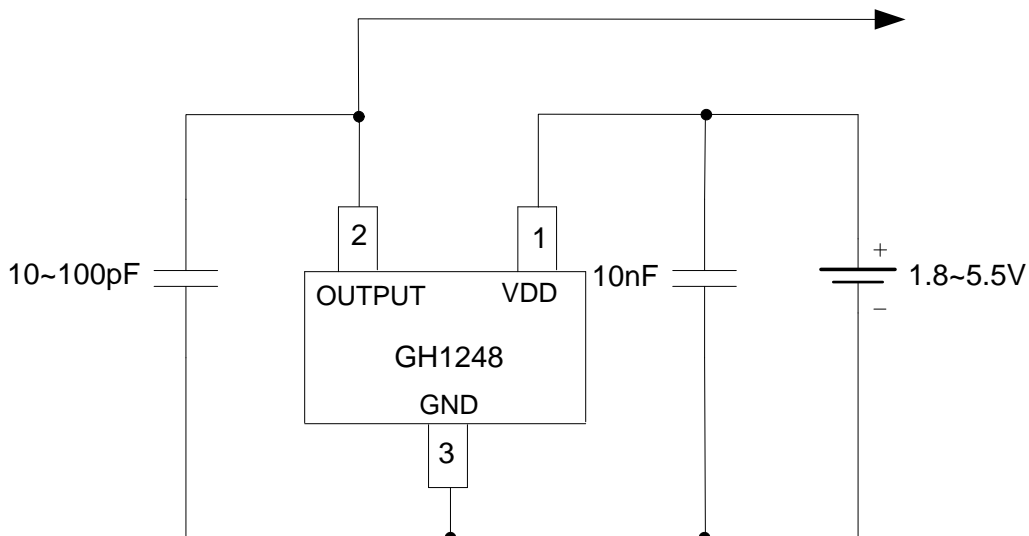 2
1
10~100pF
OUTPUT
VDD
10nF
+
1.8~5.5V
−
GH1248
GND
3